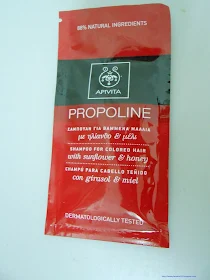 98% NATURAL INGREDIENTS
APIVITA
PROPOLINE
ΣΑΜΠΟΥΑΝ ΓΙΑ ΒΑΜΜΕΝΑ ΜΑΛΛΙΑ
με ηλίανθο & μέλι
SHAMPOO FOR COLORED HAIR
with sunflower & honey
SHAMPÚ PARA CABELLO TEÑIDO
con girasol & miel
DERMATOLOGICALLY TESTED